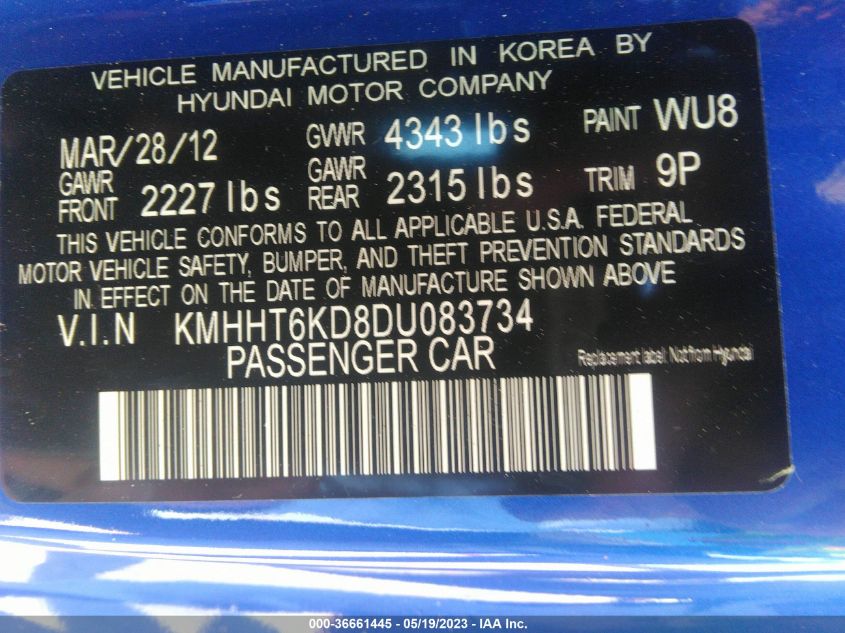 VEHICLE MANUFACTURED IN KOREA BY
HYUNDAI MOTOR COMPANY
MAR/28/12 GVWR 4343 lbs PAINT WU8
GAWR FRONT 2227 lbs GAWR REAR 2315 lbs TRIM 9P
THIS VEHICLE CONFORMS TO ALL APPLICABLE U.S.A. FEDERAL
MOTOR VEHICLE SAFETY, BUMPER, AND THEFT PREVENTION STANDARDS
IN EFFECT ON THE DATE OF MANUFACTURE SHOWN ABOVE
V.I.N KMHHT6KD8DU083734
PASSENGER CAR
Replacement label Not from Hyundai
000-36661445 - 05/19/2023 - IAA Inc.